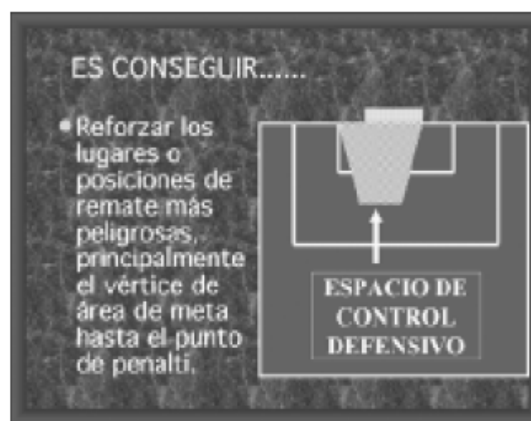 ES CONSEGUIR......
• Reforzar los
lugares o
posiciones de
remate más
peligrosas,
principalmente
el vértice de
área de meta
hasta el punto
de penalti.
ESPACIO DE
CONTROL
DEFENSIVO